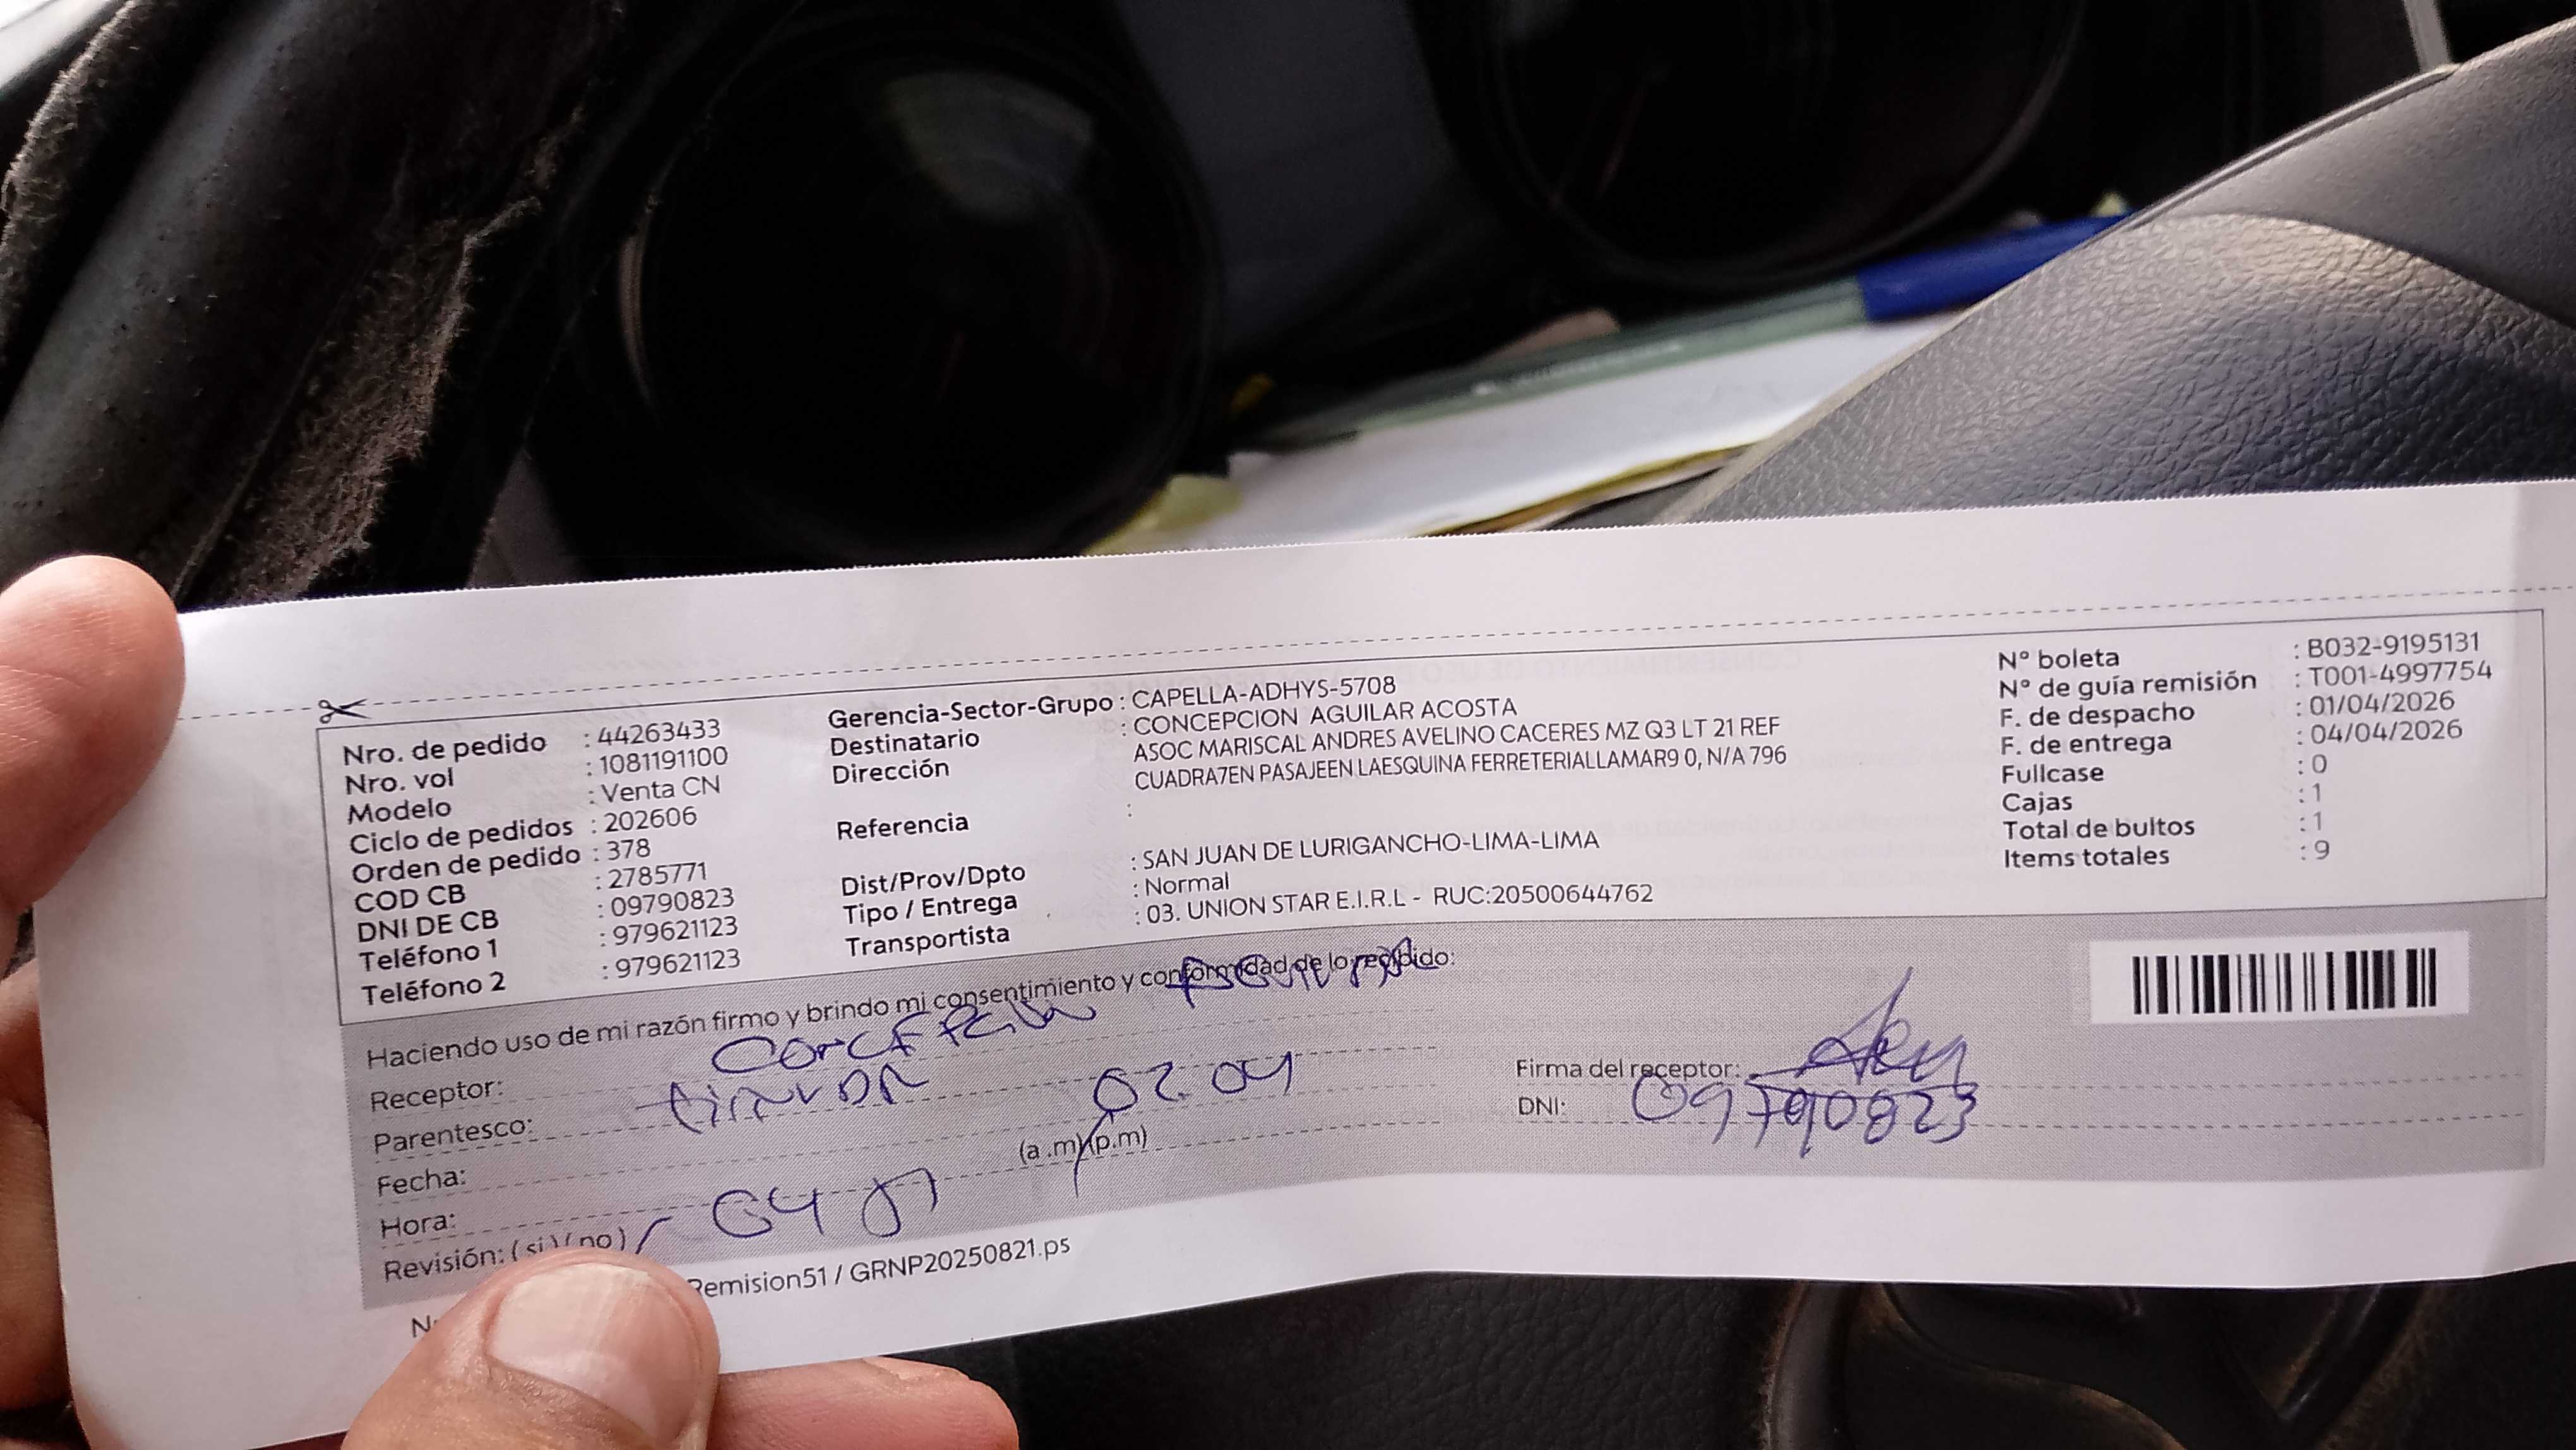 Nro. de pedido : 44263433
Nro. vol : 1081191100
Modelo : Venta CN
Ciclo de pedidos : 202606
Orden de pedido : 378
COD CB : 2785771
DNI DE CB : 09790823
Teléfono 1 : 979621123
Teléfono 2 : 979621123
Gerencia-Sector-Grupo : CAPELLA-ADHYS-5708
Destinatario : CONCEPCION AGUILAR ACOSTA
Dirección ASOC MARISCAL ANDRES AVELINO CACERES MZ Q3 LT 21 REF
CUADRA7EN PASAJEEN LAESQUINA FERRETERIALLAMAR9 0, N/A 796
Referencia :
Dist/Prov/Dpto : SAN JUAN DE LURIGANCHO-LIMA-LIMA
Tipo / Entrega : Normal
Transportista : 03. UNION STAR E.I.R.L - RUC:20500644762
Nº boleta : B032-9195131
Nº de guía remisión : T001-4997754
F. de despacho : 01/04/2026
F. de entrega : 04/04/2026
Fullcase : 0
Cajas : 1
Total de bultos : 1
Items totales : 9
Haciendo uso de mi razón firmo y brindo mi consentimiento y conformidad de lo recibido:
Receptor:
Parentesco:
Fecha: 02.04
Hora: (a.m)(p.m)
Revisión: (si)(no)
Firma del receptor:
DNI: 09790823
Remision51 / GRNP20250821.ps